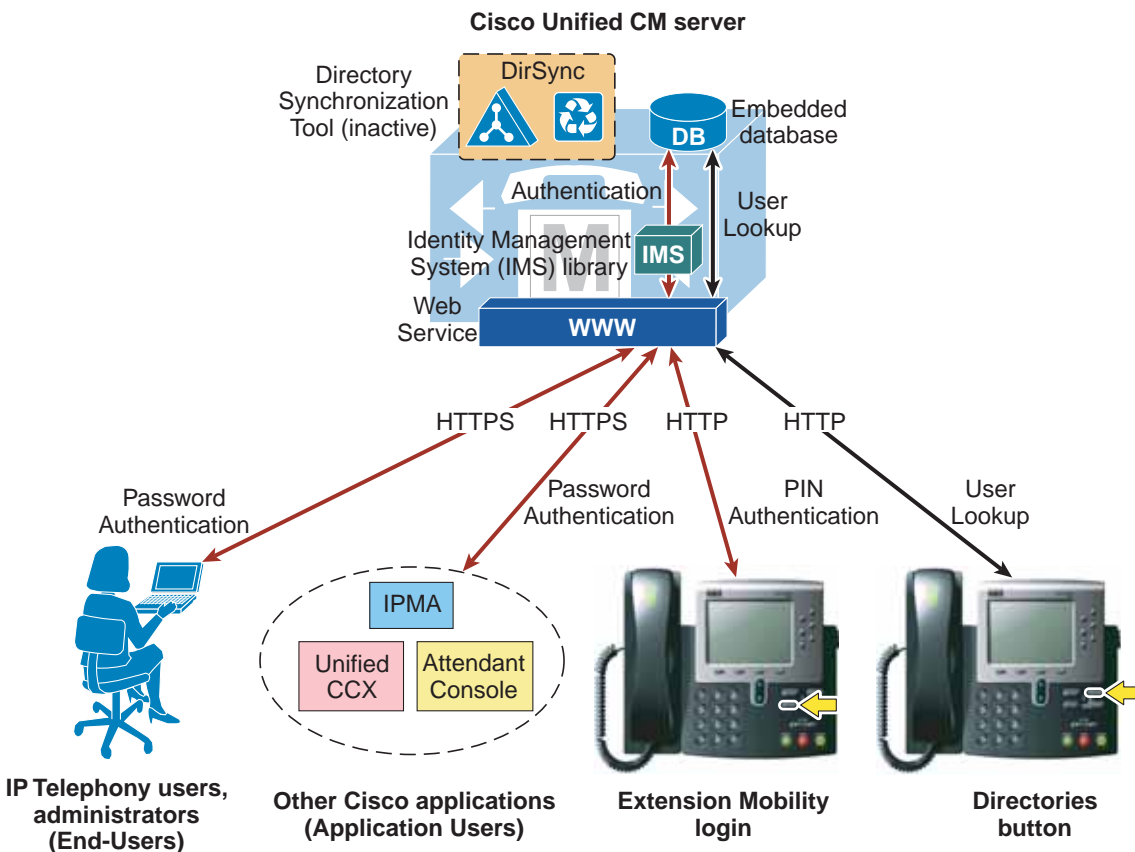 Cisco Unified CM server
Directory
Synchronization
Tool (inactive)
DirSync
DB
Embedded
database
Authentication
User
Lookup
Identity Management
System (IMS) library
IMS
M
Web
Service
WWW
HTTPS
HTTPS
HTTP
HTTP
Password
Authentication
Password
Authentication
PIN
Authentication
User
Lookup
IPMA
Unified
CCX
Attendant
Console
IP Telephony users,
administrators
(End-Users)
Other Cisco applications
(Application Users)
Extension Mobility
login
Directories
button